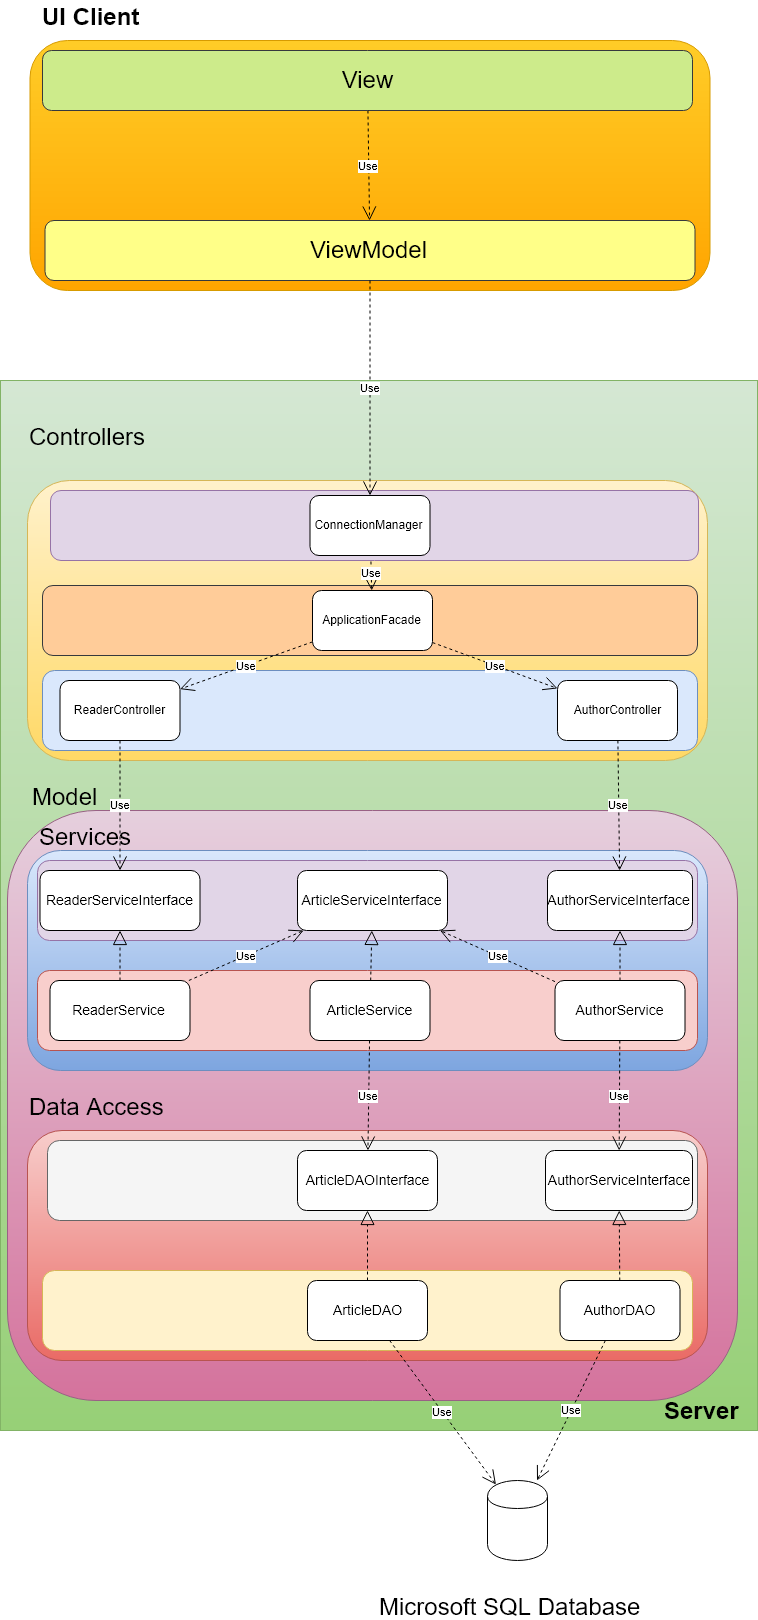 UI Client
View
Use
ViewModel
Use
Controllers
ConnectionManager
Use
ApplicationFacade
Use
Use
ReaderController
AuthorController
Model
Use
Use
Services
ReaderServiceInterface
ArticleServiceInterface
AuthorServiceInterface
Use
Use
ReaderService
ArticleService
AuthorService
Use
Use
Data Access
ArticleDAOInterface
AuthorServiceInterface
ArticleDAO
AuthorDAO
Use
Use
Server
Microsoft SQL Database